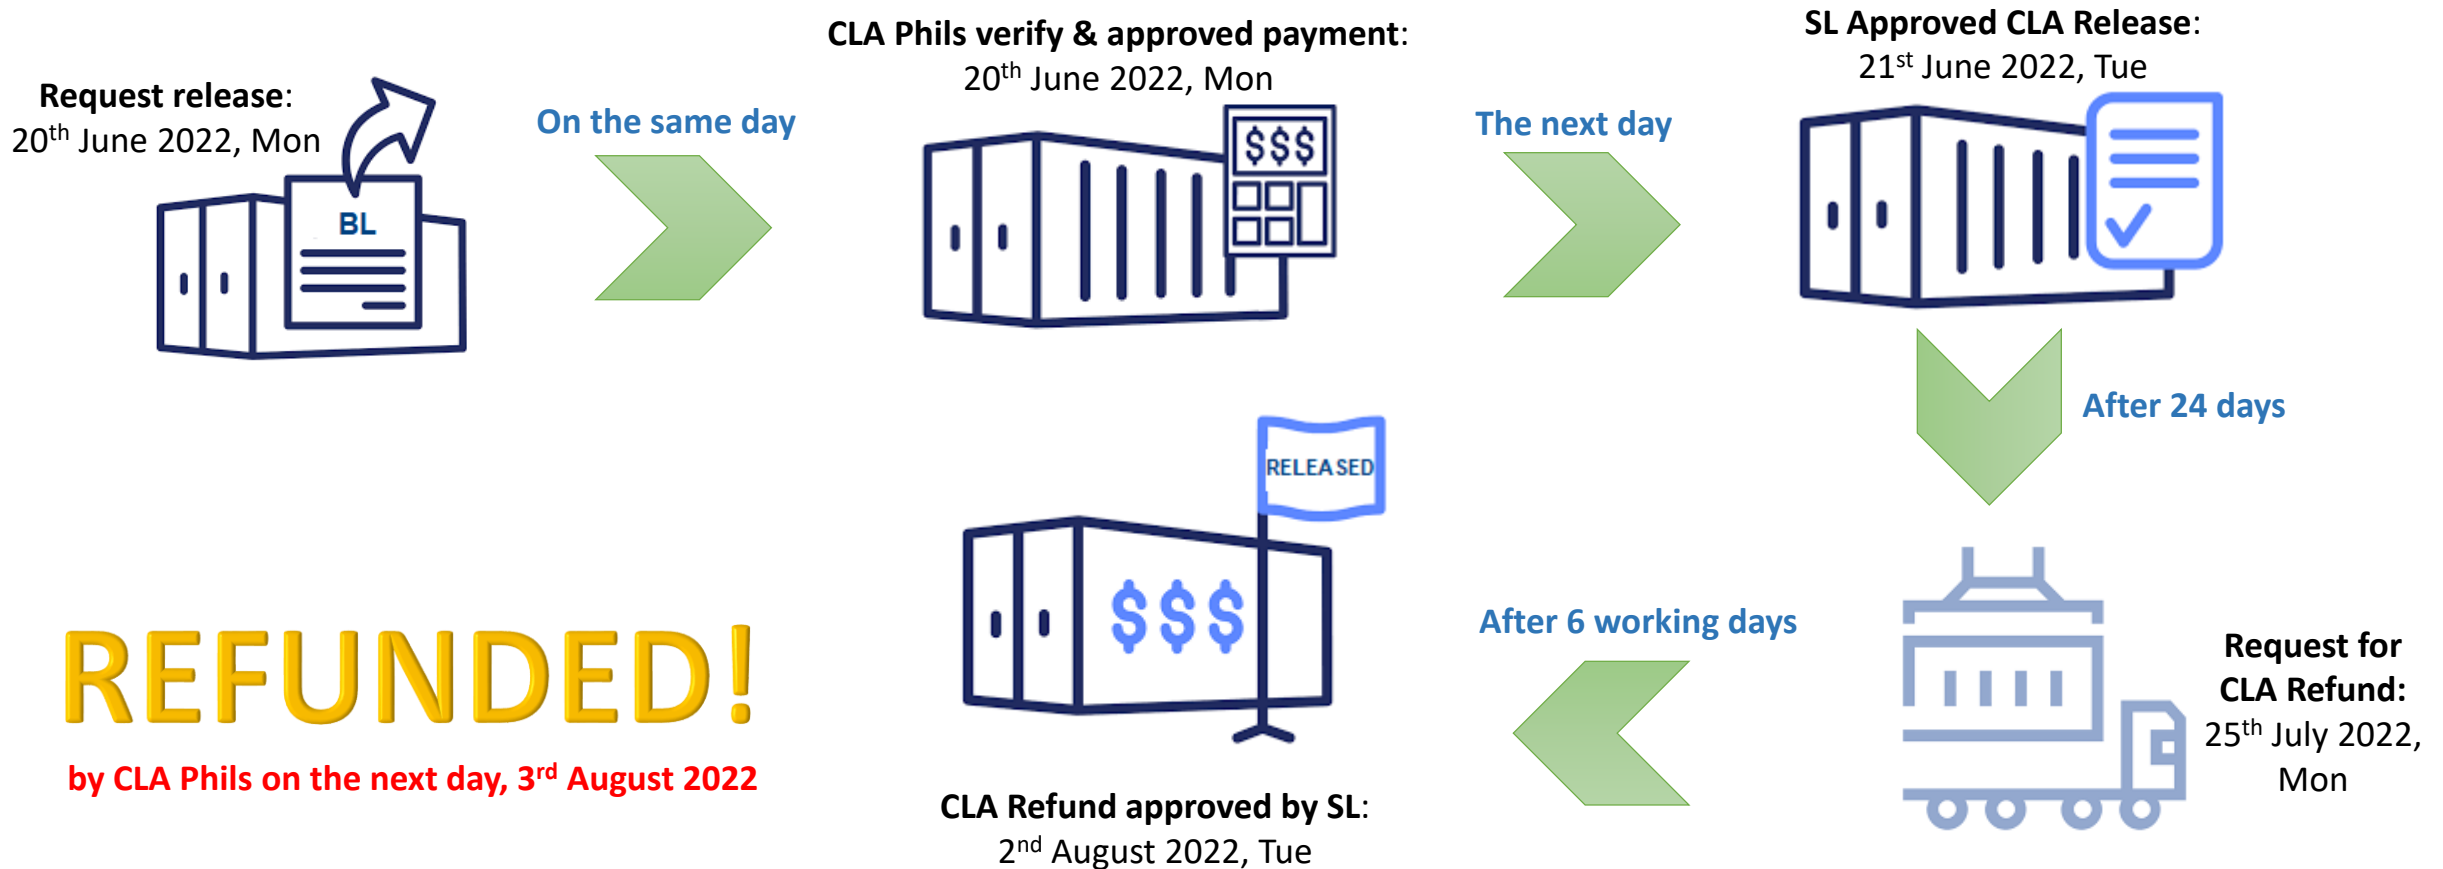 Request release:
20th June 2022, Mon
BL
On the same day
CLA Phils verify & approved payment:
20th June 2022, Mon
$$$
The next day
SL Approved CLA Release:
21st June 2022, Tue
After 24 days
Request for
CLA Refund:
25th July 2022,
Mon
After 6 working days
RELEASED
$$$
CLA Refund approved by SL:
2nd August 2022, Tue
REFUNDED!
by CLA Phils on the next day, 3rd August 2022